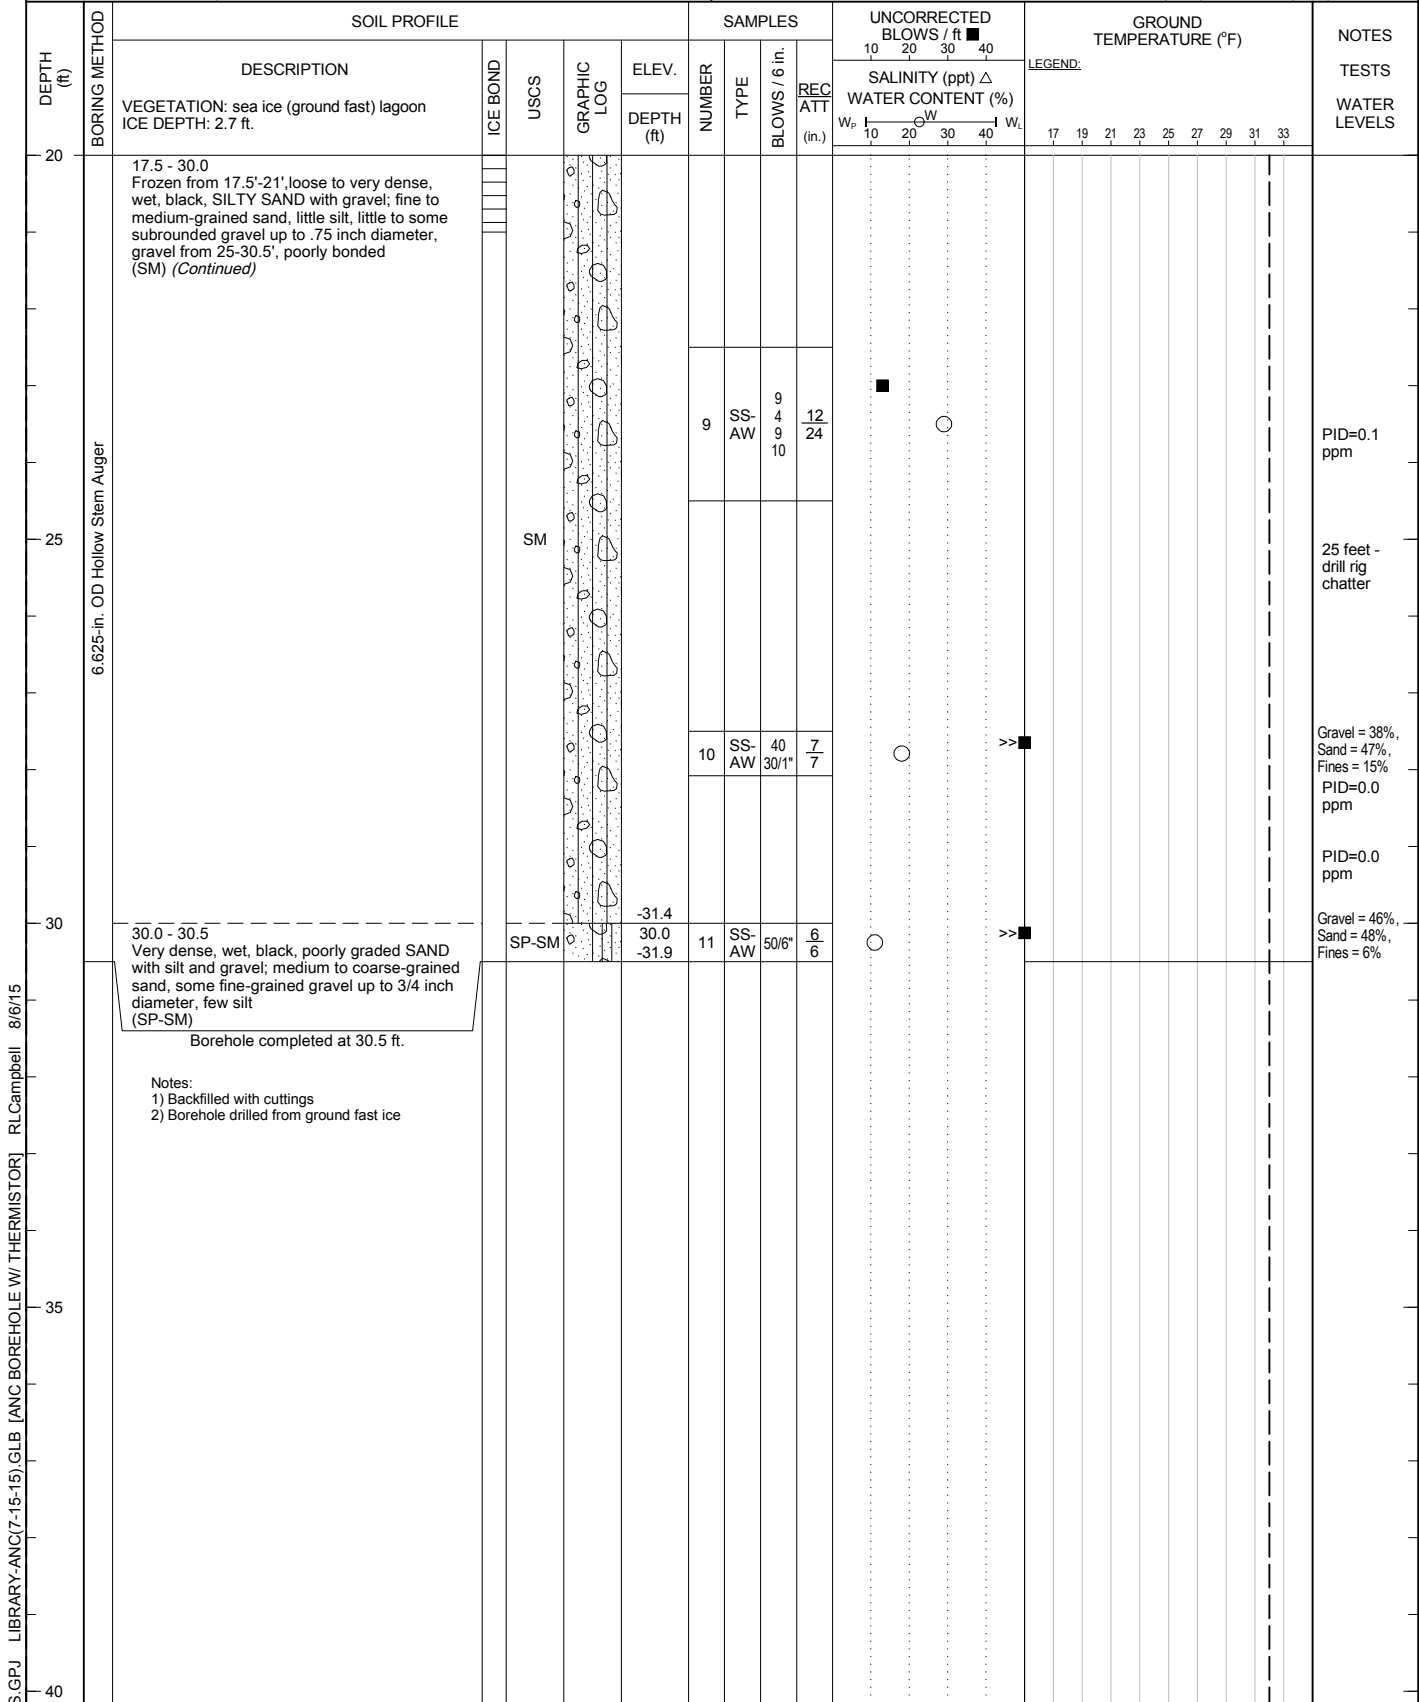 DEPTH
(ft)
BORING METHOD
SOIL PROFILE
DESCRIPTION
VEGETATION: sea ice (ground fast) lagoon
ICE DEPTH: 2.7 ft.
ICE BOND
USCS
GRAPHIC
LOG
ELEV.
DEPTH
(ft)
SAMPLES
NUMBER
TYPE
BLOWS / 6 in.
REC
ATT
(in.)
UNCORRECTED
BLOWS / ft ■
10 20 30 40
SALINITY (ppt) △
WATER CONTENT (%)
Wₚ W W_L
10 20 30 40
GROUND
TEMPERATURE (°F)
LEGEND:
17 19 21 23 25 27 29 31 33
NOTES
TESTS
WATER
LEVELS
20
17.5 - 30.0
Frozen from 17.5'-21',loose to very dense,
wet, black, SILTY SAND with gravel; fine to
medium-grained sand, little silt, little to some
subrounded gravel up to .75 inch diameter,
gravel from 25-30.5', poorly bonded
(SM) (Continued)
6.625-in. OD Hollow Stem Auger
9
SS-
AW
9
4
9
10
12
24
PID=0.1
ppm
25
SM
25 feet -
drill rig
chatter
10
SS-
AW
40
30/1"
7
7
>>
Gravel = 38%,
Sand = 47%,
Fines = 15%
PID=0.0
ppm
PID=0.0
ppm
-31.4
30
30.0 - 30.5
Very dense, wet, black, poorly graded SAND
with silt and gravel; medium to coarse-grained
sand, some fine-grained gravel up to 3/4 inch
diameter, few silt
(SP-SM)
SP-SM
30.0
-31.9
11
SS-
AW
50/6"
6
6
>>
Gravel = 46%,
Sand = 48%,
Fines = 6%
Borehole completed at 30.5 ft.
Notes:
1) Backfilled with cuttings
2) Borehole drilled from ground fast ice
35
40
S.GPJ LIBRARY-ANC(7-15-15).GLB [ANC BOREHOLE W/ THERMISTOR] RLCampbell 8/6/15